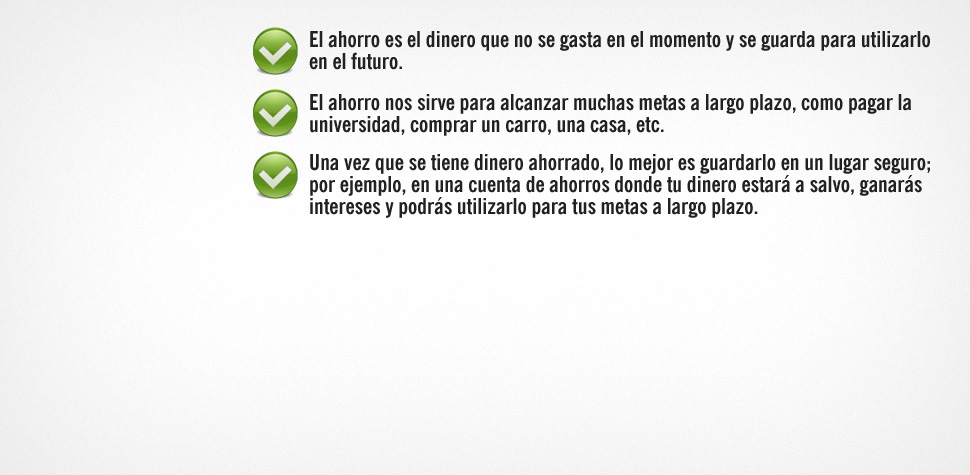 El ahorro es el dinero que no se gasta en el momento y se guarda para utilizarlo
en el futuro.
El ahorro nos sirve para alcanzar muchas metas a largo plazo, como pagar la
universidad, comprar un carro, una casa, etc.
Una vez que se tiene dinero ahorrado, lo mejor es guardarlo en un lugar seguro;
por ejemplo, en una cuenta de ahorros donde tu dinero estará a salvo, ganarás
intereses y podrás utilizarlo para tus metas a largo plazo.